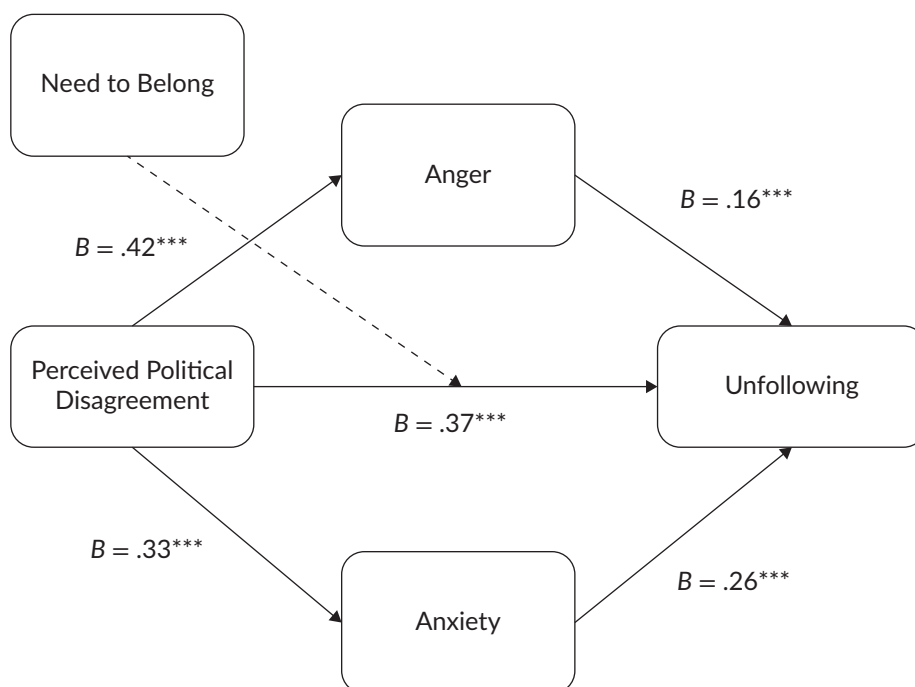 Need to Belong
Anger
B = .16***
B = .42***
Perceived Political
Disagreement
Unfollowing
B = .37***
B = .33***
B = .26***
Anxiety